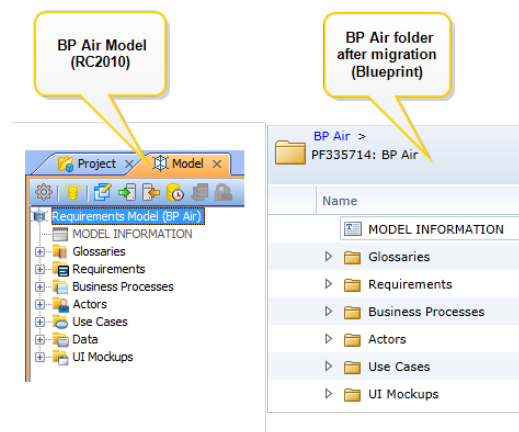 BP Air Model
(RC2010)
BP Air folder
after migration
(Blueprint)
Project
Model
Requirements Model (BP Air)
MODEL INFORMATION
Glossaries
Requirements
Business Processes
Actors
Use Cases
Data
UI Mockups
BP Air >
PF335714: BP Air
Name
MODEL INFORMATION
Glossaries
Requirements
Business Processes
Actors
Use Cases
UI Mockups